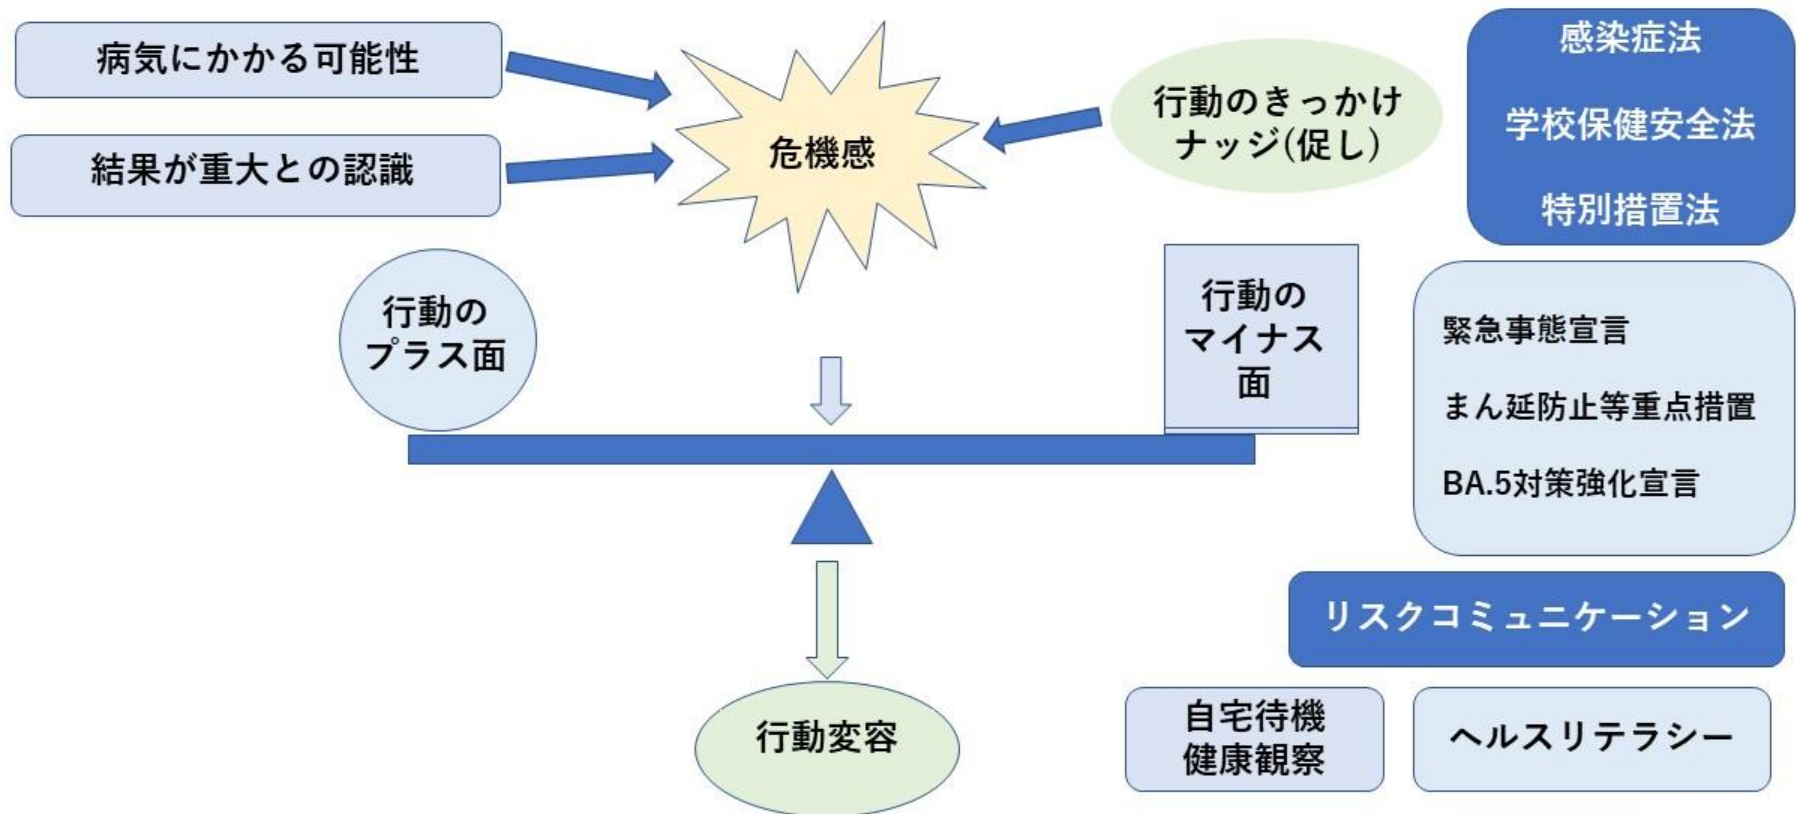 病気にかかる可能性
結果が重大との認識
危機感
行動のきっかけ
ナッジ(促し)
感染症法
学校保健安全法
特別措置法
行動の
プラス面
行動の
マイナス
面
緊急事態宣言
まん延防止等重点措置
BA.5対策強化宣言
リスクコミュニケーション
行動変容
自宅待機
健康観察
ヘルスリテラシー